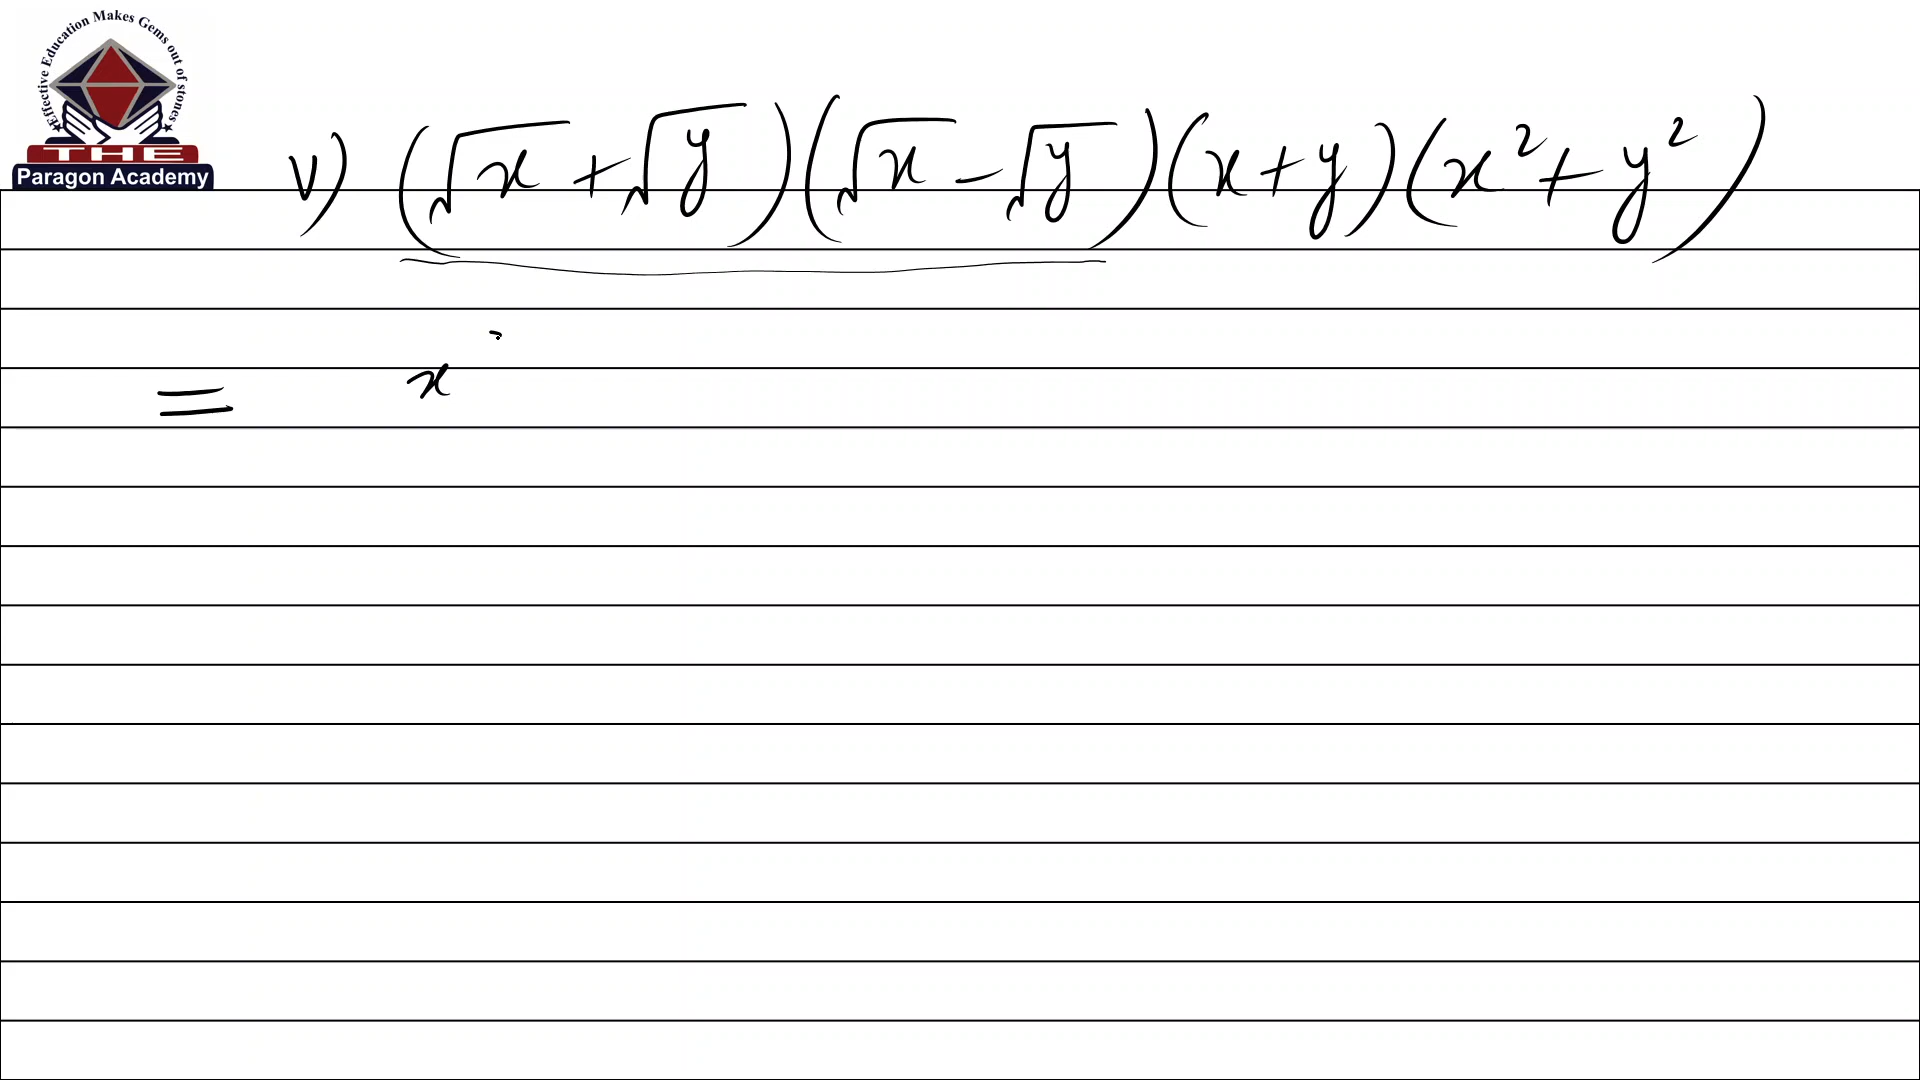 Effective Education Makes Gems out of stones
THE
Paragon Academy
v) (√x + √y)(√x - √y)(x + y)(x² + y²)
= x